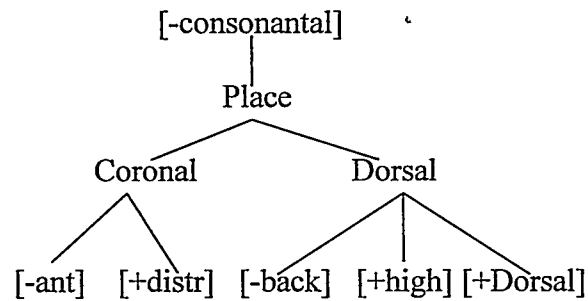 [-consonantal]
Place
Coronal Dorsal
[-ant] [+distr] [-back] [+high] [+Dorsal]